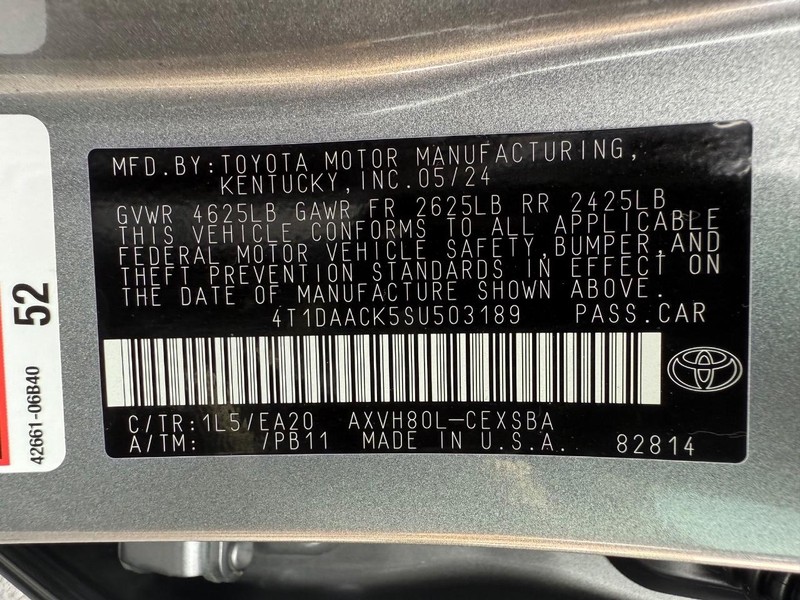 MFD.BY:TOYOTA MOTOR MANUFACTURING,
KENTUCKY,INC.05/24
GVWR 4625LB GAWR FR 2625LB RR 2425LB
THIS VEHICLE CONFORMS TO ALL APPLICABLE
FEDERAL MOTOR VEHICLE SAFETY,BUMPER,AND
THEFT PREVENTION STANDARDS IN EFFECT ON
THE DATE OF MANUFACTURE SHOWN ABOVE.
4T1DAACK5SU503189 PASS.CAR
C/TR:1L5/EA20 AXVH80L-CEXSBA
A/TM: /PB11 MADE IN U.S.A. 82814
52
42661-06B40